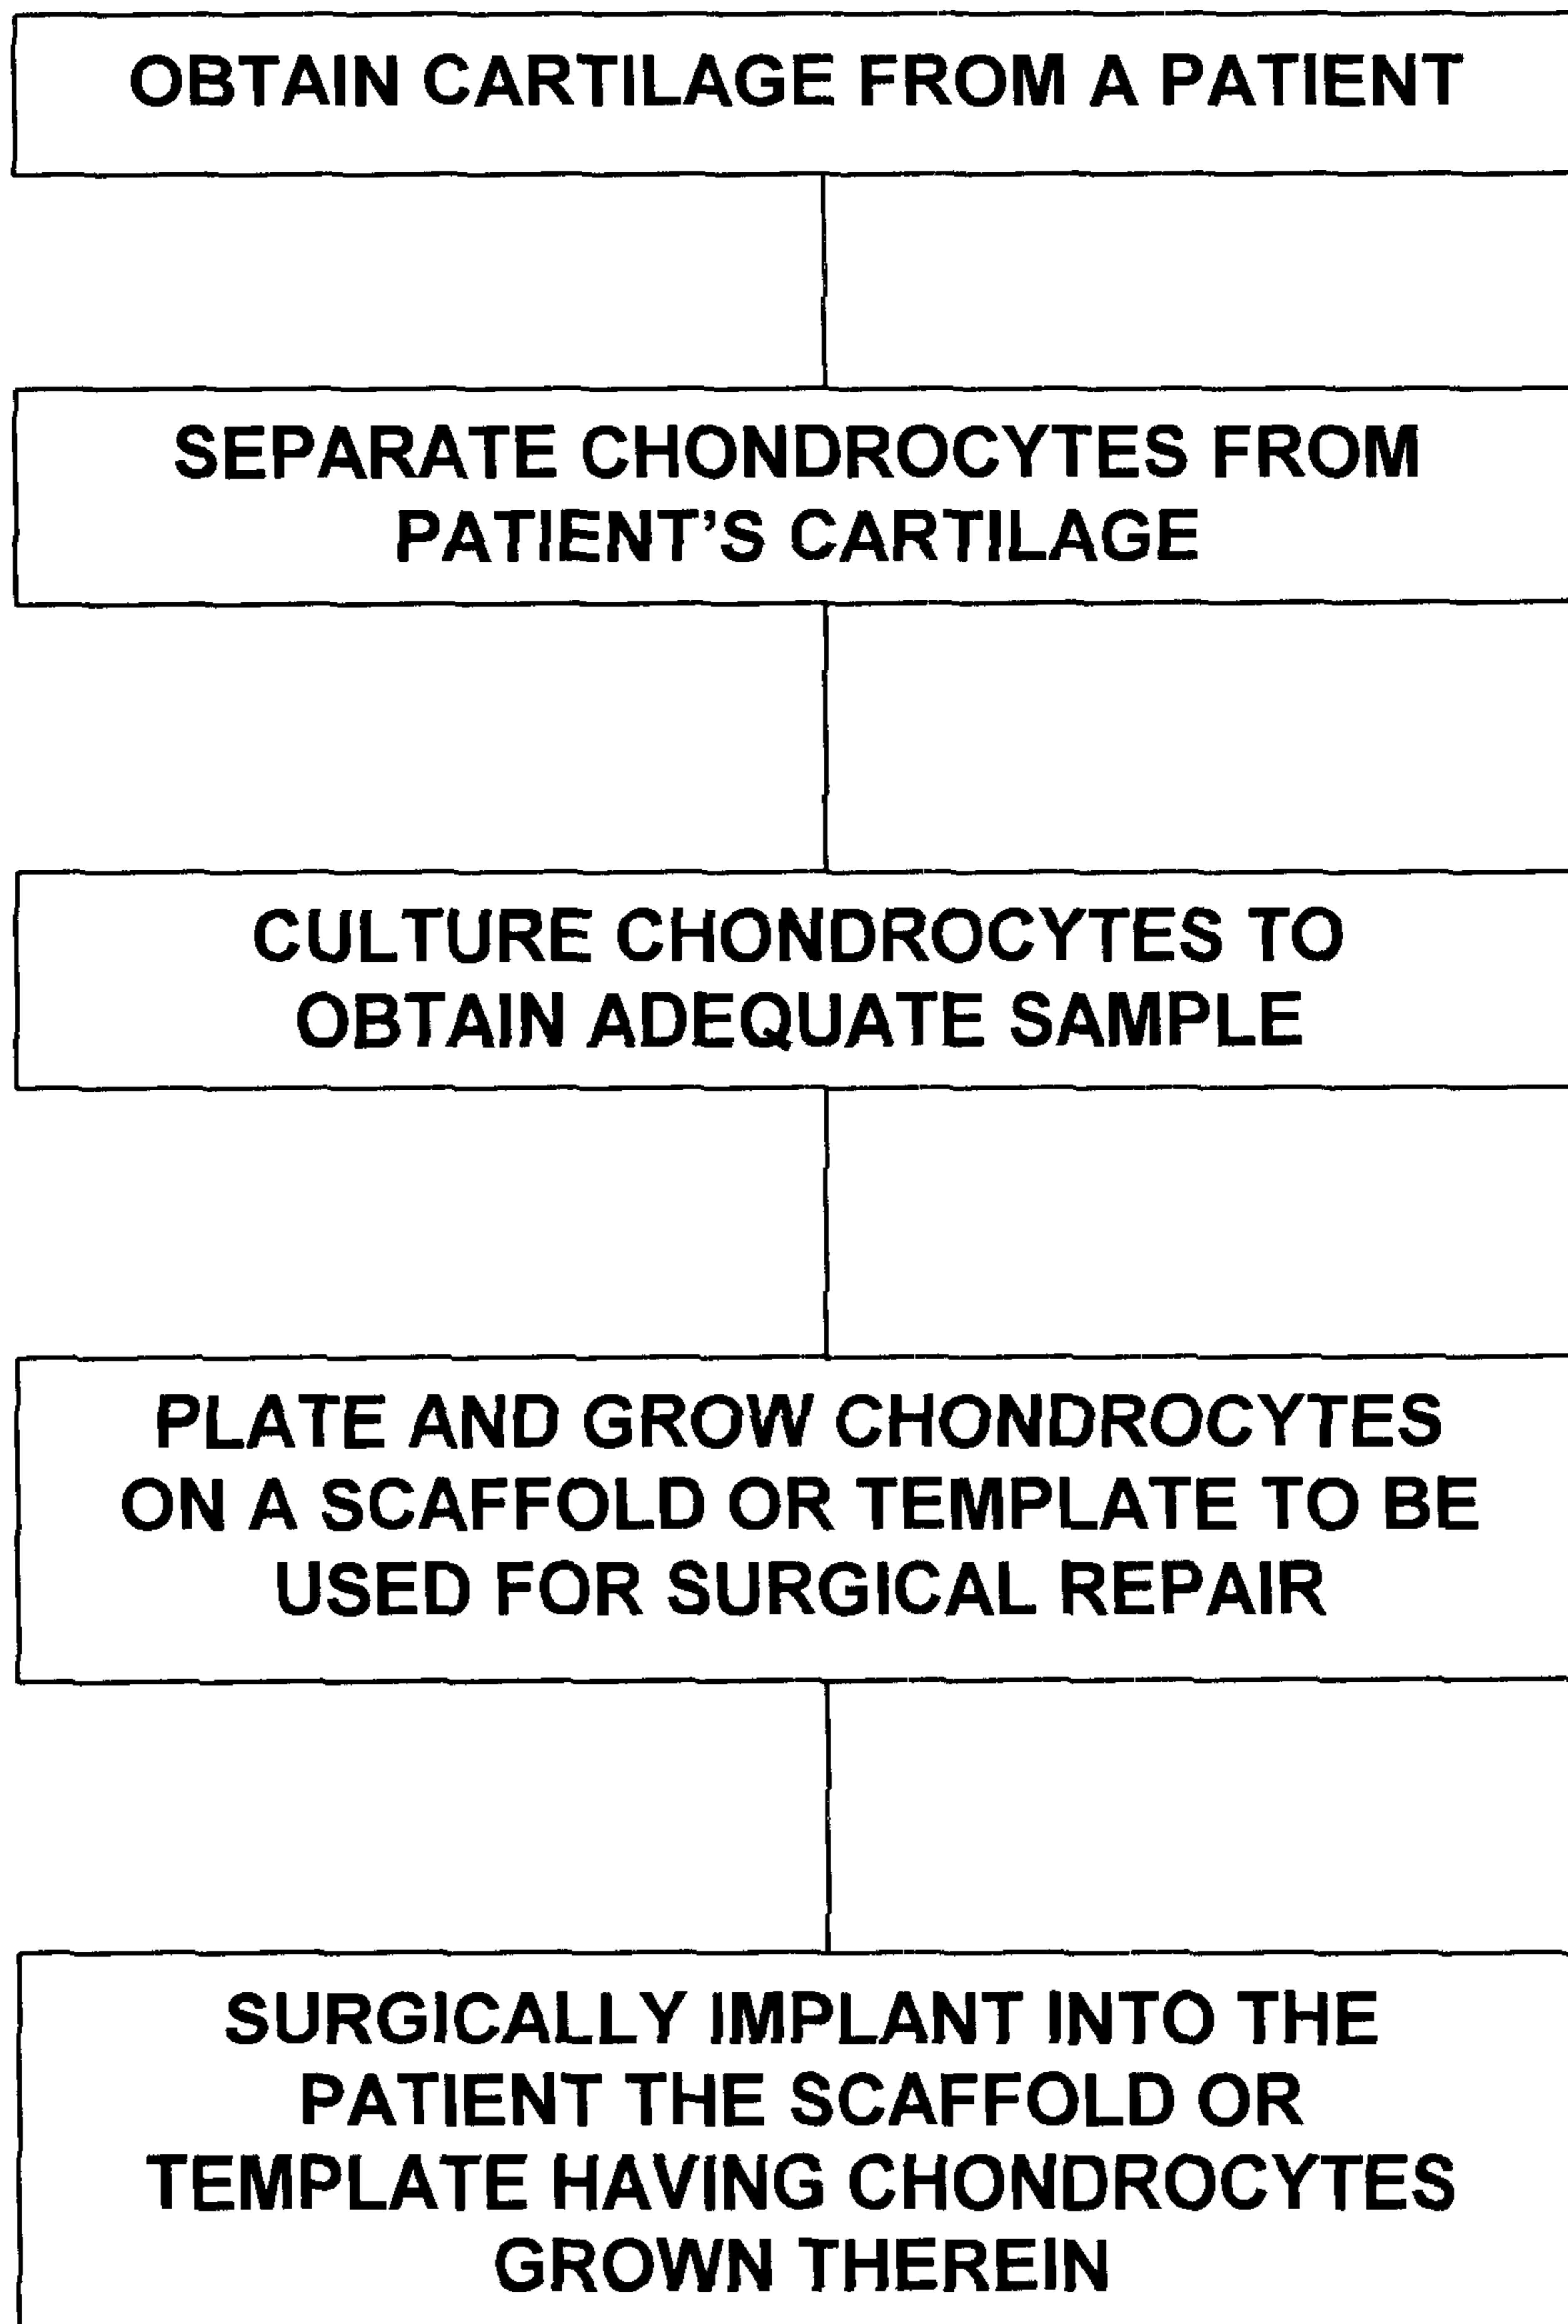 OBTAIN CARTILAGE FROM A PATIENT
SEPARATE CHONDROCYTES FROM
PATIENT'S CARTILAGE
CULTURE CHONDROCYTES TO
OBTAIN ADEQUATE SAMPLE
PLATE AND GROW CHONDROCYTES
ON A SCAFFOLD OR TEMPLATE TO BE
USED FOR SURGICAL REPAIR
SURGICALLY IMPLANT INTO THE
PATIENT THE SCAFFOLD OR
TEMPLATE HAVING CHONDROCYTES
GROWN THEREIN